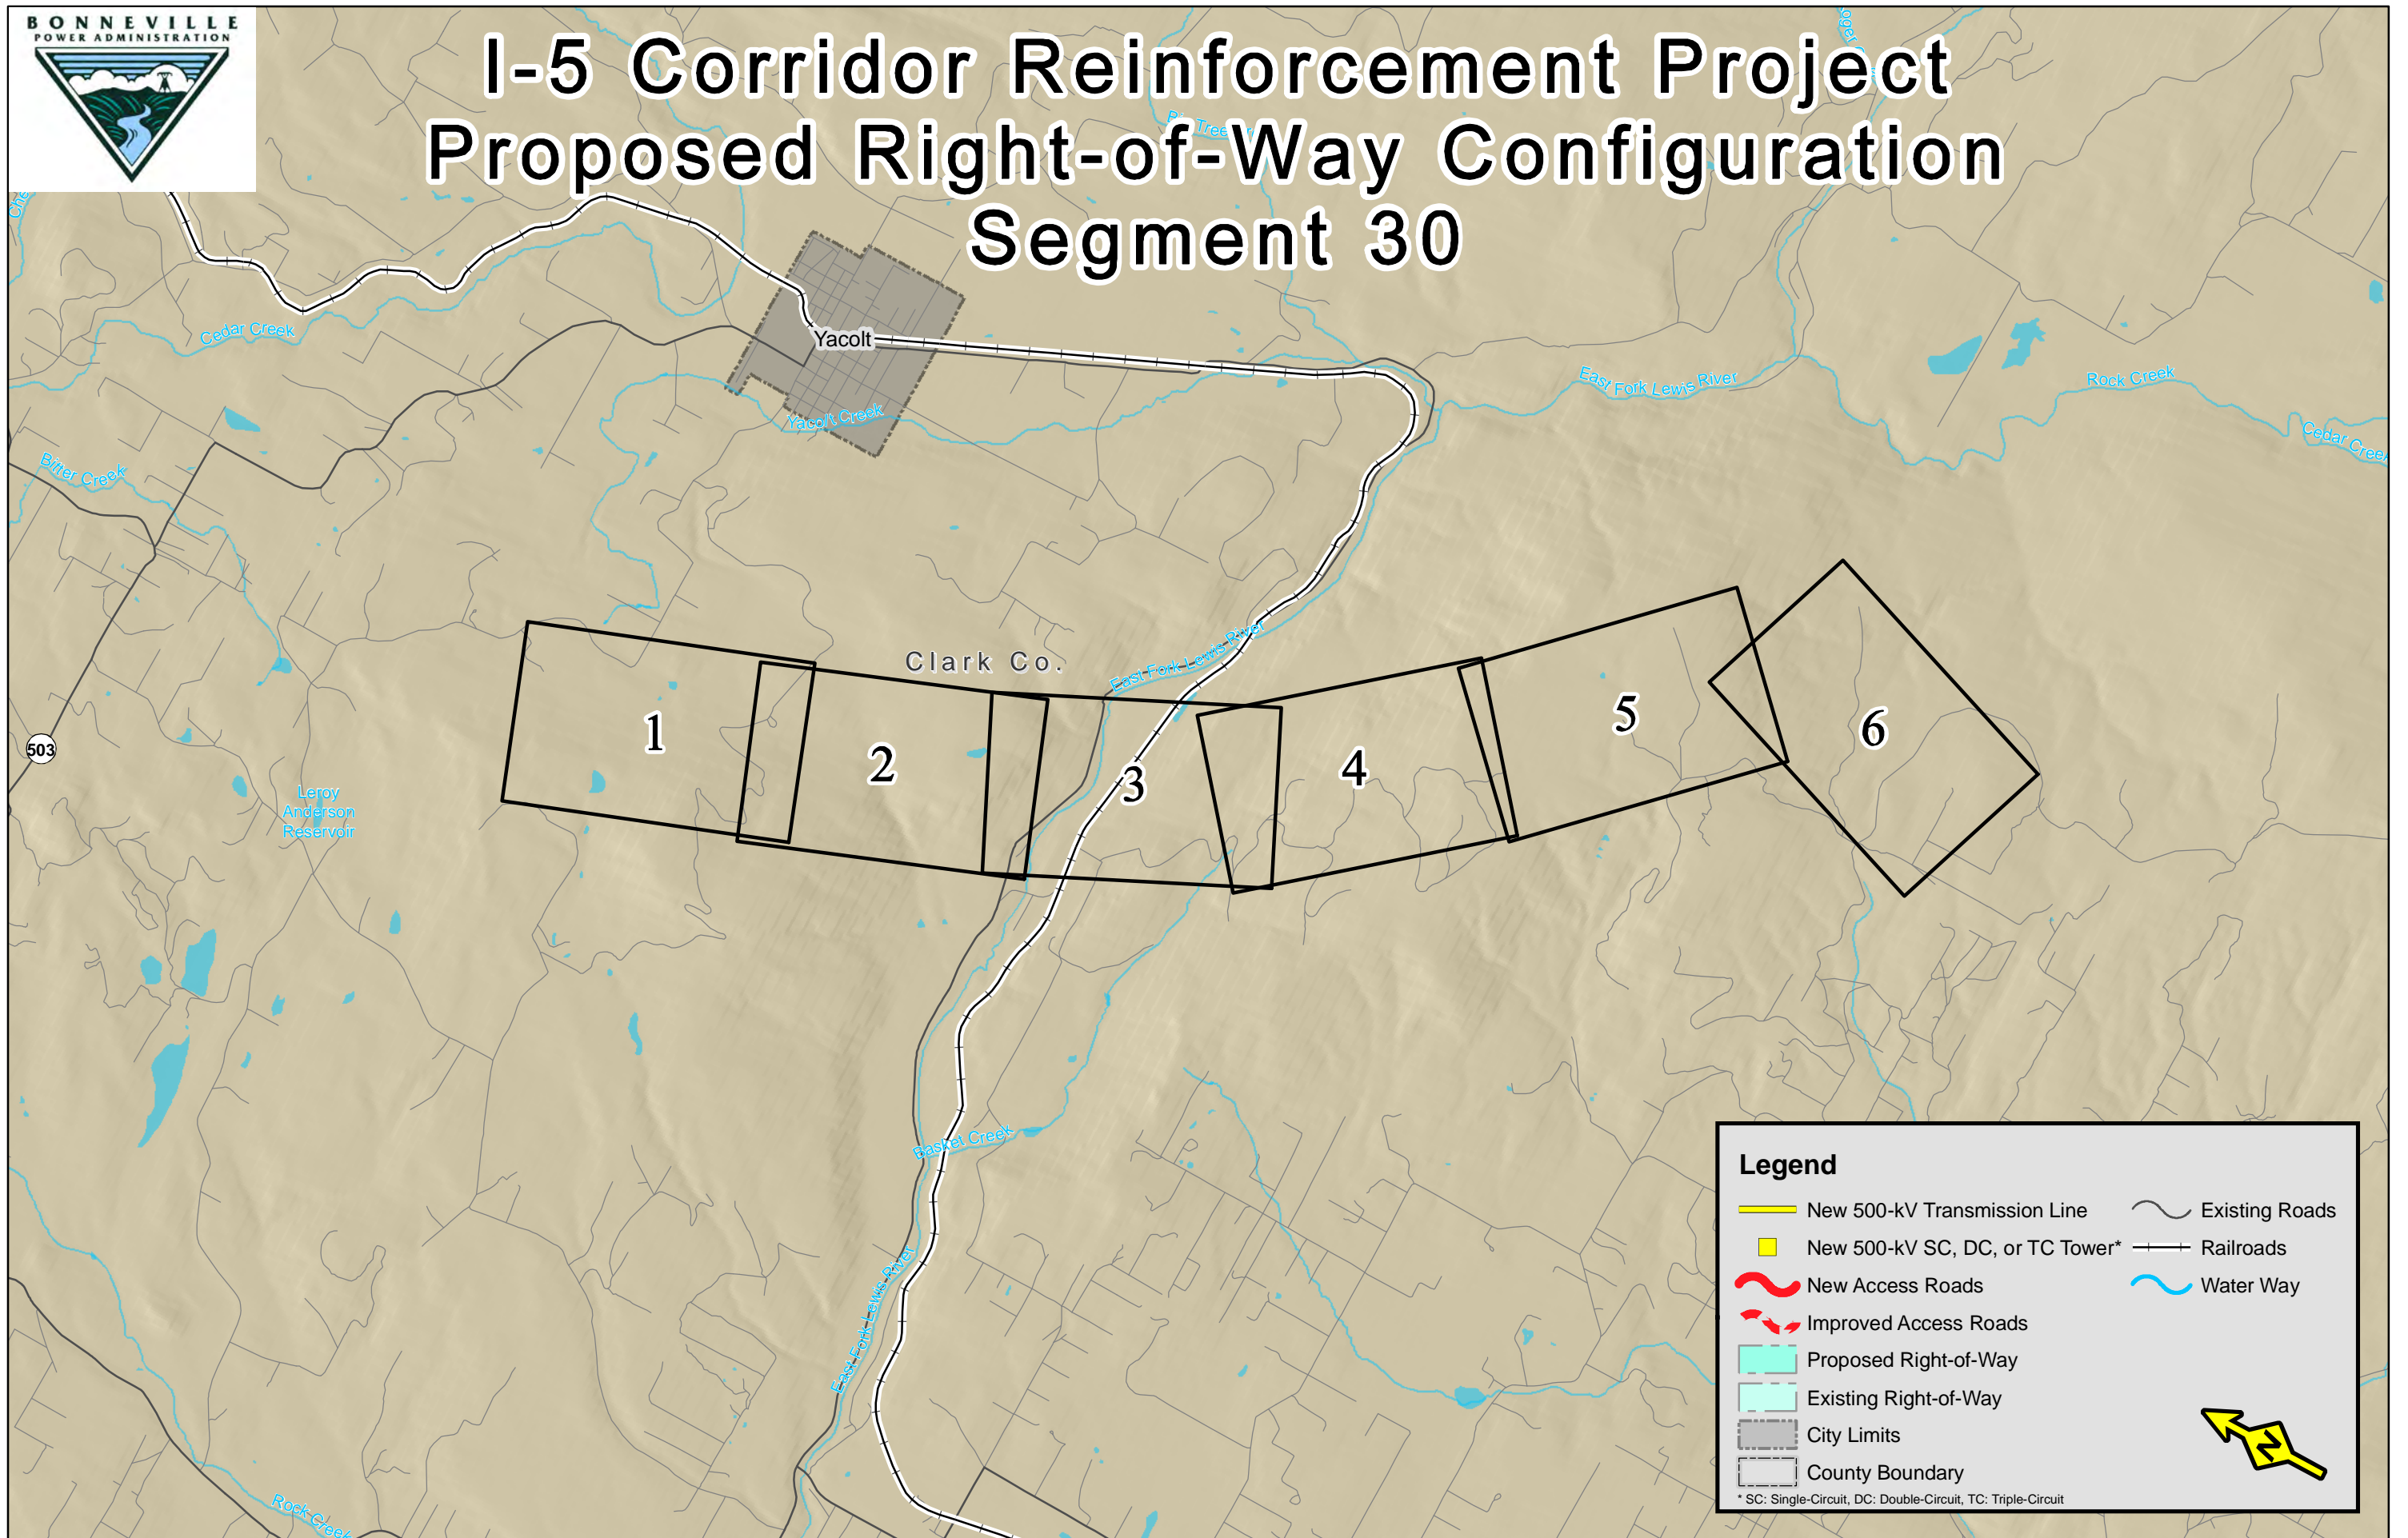 BONNEVILLE
POWER ADMINISTRATION
I-5 Corridor Reinforcement Project
Proposed Right-of-Way Configuration
Segment 30
Cedar Creek
Yacolt
Yacolt Creek
East Fork Lewis River
Rock Creek
Cedar Creek
Bitter Creek
Clark Co.
East Fork Lewis River
503
Leroy
Anderson
Reservoir
1
2
3
4
5
6
Basket Creek
East Fork Lewis River
Rock Creek
Legend
New 500-kV Transmission Line
New 500-kV SC, DC, or TC Tower*
New Access Roads
Improved Access Roads
Proposed Right-of-Way
Existing Right-of-Way
City Limits
County Boundary
Existing Roads
Railroads
Water Way
N
* SC: Single-Circuit, DC: Double-Circuit, TC: Triple-Circuit